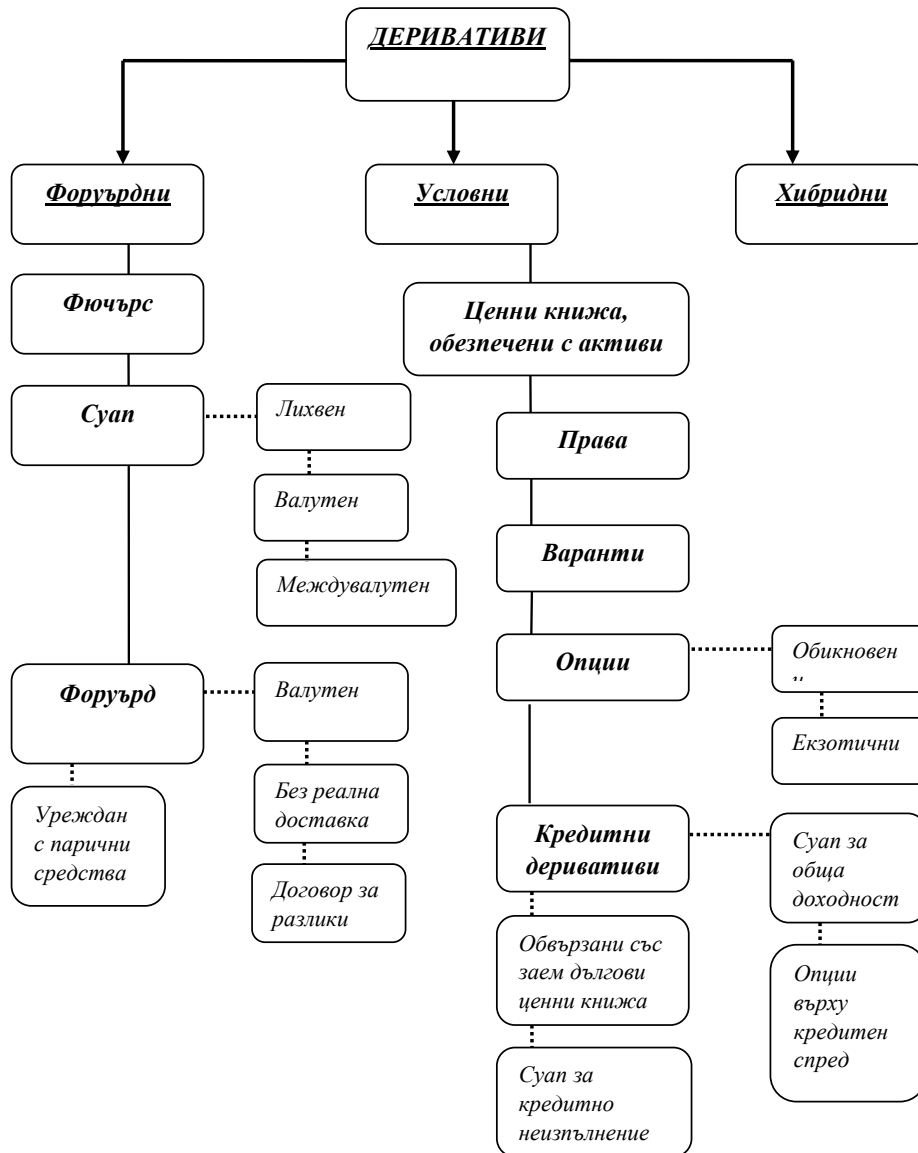 ДЕРИВАТИВИ
Форуърдни
Условни
Хибридни
Фючърс
Ценни книжа,
обезпечени с активи
Суап
Лихвен
Права
Валутен
Варанти
Междувалутен
Опции
Обикновен
Форуърд
Валутен
Екзотични
Без реална
доставка
Уреждан
с парични
средства
Кредитни
деривативи
Суап за
обща
доходност
Договор за
разлики
Обвързани със
заем дългови
ценни книжа
Опции
върху
кредитен
спред
Суап за
кредитно
неизпълнение